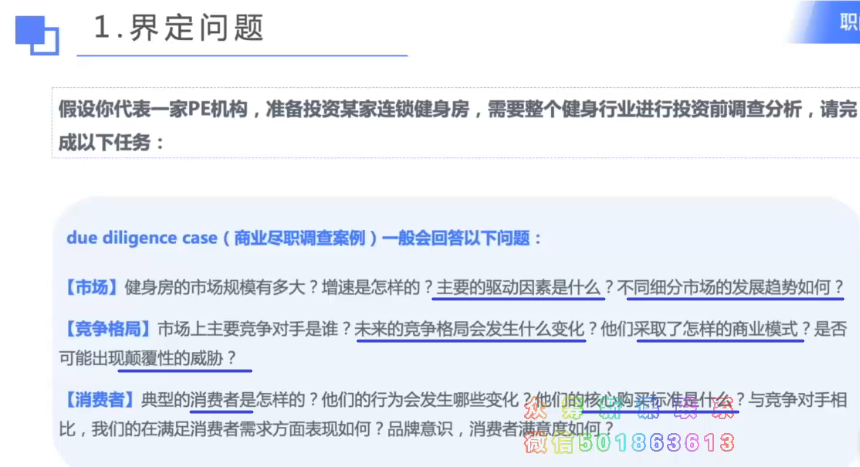 1.界定问题
职
假设你代表一家PE机构，准备投资某家连锁健身房，需要整个健身行业进行投资前调查分析，请完
成以下任务：
due diligence case（商业尽职调查案例）一般会回答以下问题：
【市场】健身房的市场规模有多大？增速是怎样的？主要的驱动因素是什么？不同细分市场的发展趋势如何？
【竞争格局】市场上主要竞争对手是谁？未来的竞争格局会发生什么变化？他们采取了怎样的商业模式？是否
可能出现颠覆性的威胁？
【消费者】典型的消费者是怎样的？他们的行为会发生哪些变化？他们的核心购买标准是什么？与竞争对手相
比，我们的在满足消费者需求方面表现如何？品牌意识，消费者满意度如何？
微信501863613